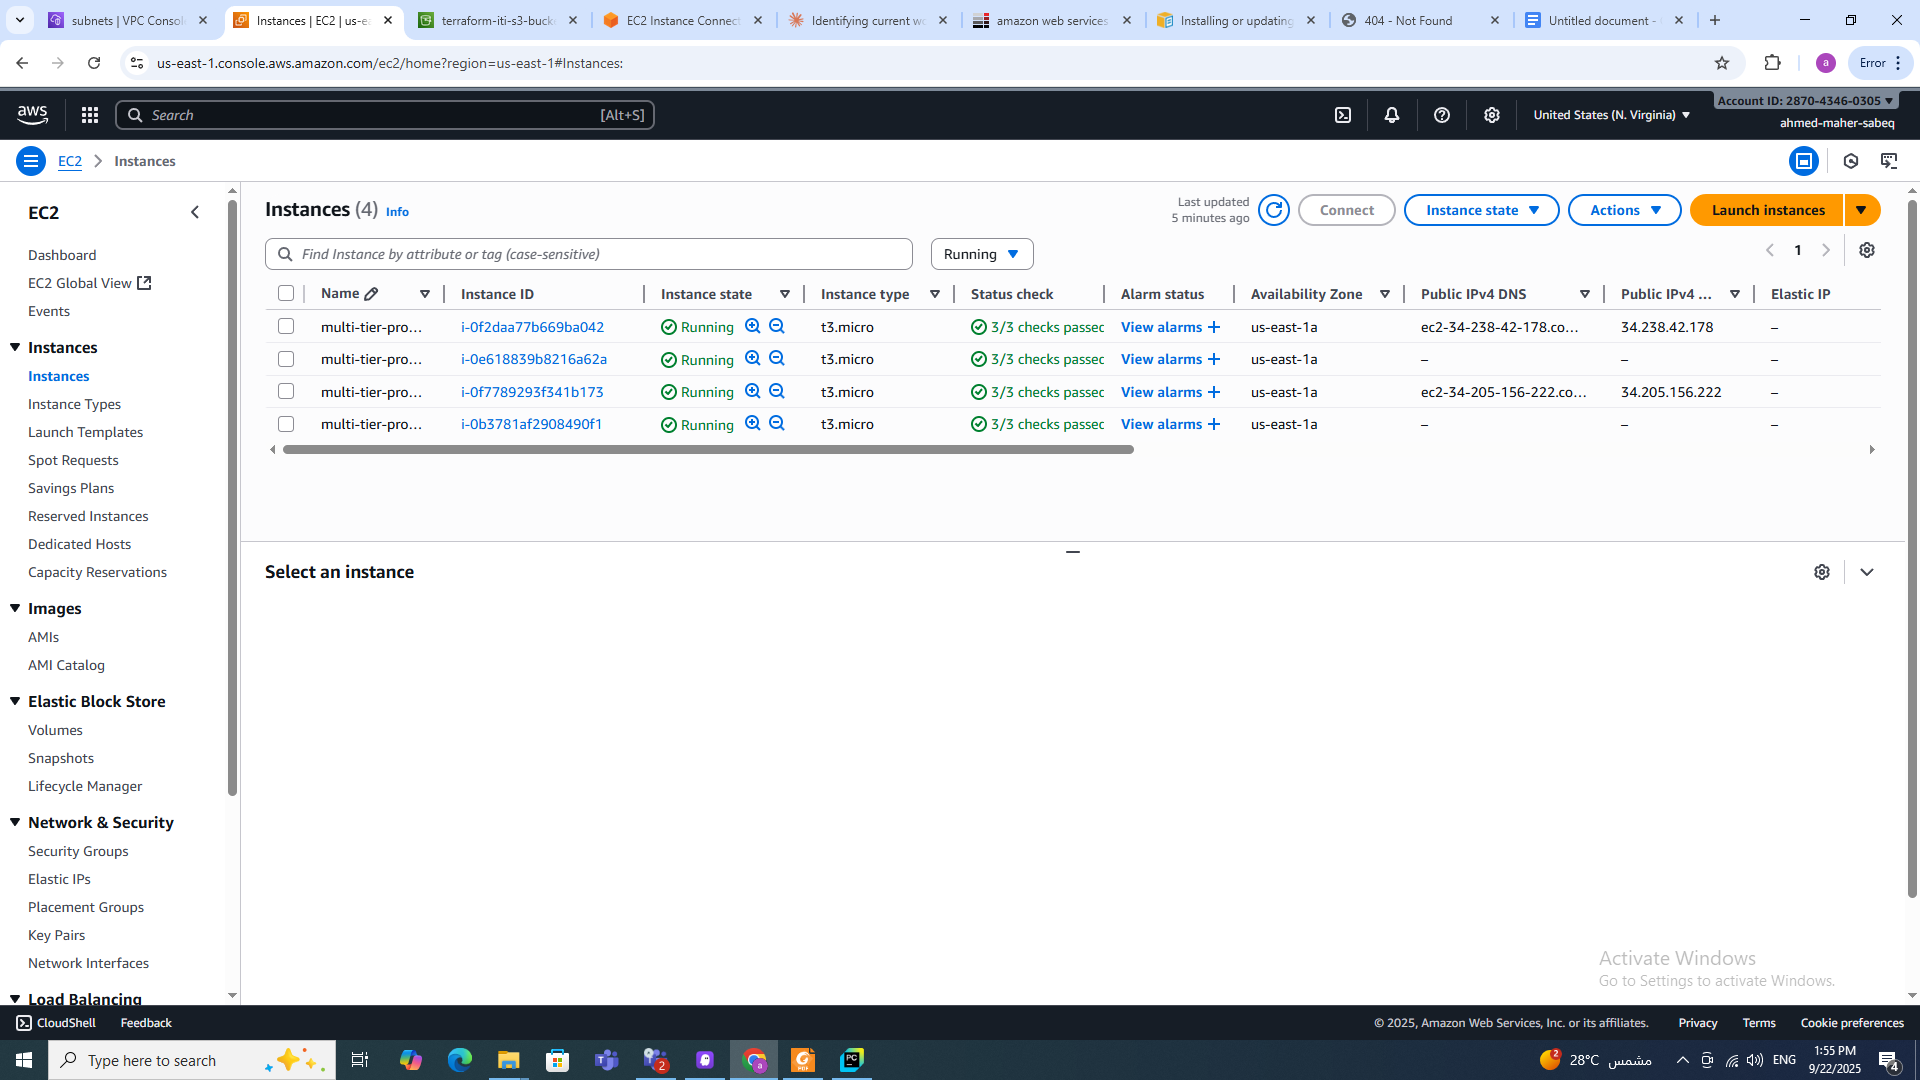 subnets | VPC Consol
Instances | EC2 | us-ea
terraform-iti-s3-bucke
EC2 Instance Connect
Identifying current wo
amazon web services
Installing or updating
404 - Not Found
Untitled document -
us-east-1.console.aws.amazon.com/ec2/home?region=us-east-1#Instances:
a
Error
aws
Search
[Alt+S]
United States (N. Virginia)
Account ID: 2870-4346-0305
ahmed-maher-sabeq
EC2
Instances
EC2
Dashboard
EC2 Global View
Events
Instances
Instances
Instance Types
Launch Templates
Spot Requests
Savings Plans
Reserved Instances
Dedicated Hosts
Capacity Reservations
Images
AMIs
AMI Catalog
Elastic Block Store
Volumes
Snapshots
Lifecycle Manager
Network & Security
Security Groups
Elastic IPs
Placement Groups
Key Pairs
Network Interfaces
Load Balancing
Instances (4) Info
Last updated
5 minutes ago
Connect
Instance state
Actions
Launch instances
Find Instance by attribute or tag (case-sensitive)
Running
1
Name Instance ID Instance state Instance type Status check Alarm status Availability Zone Public IPv4 DNS Public IPv4 ... Elastic IP
multi-tier-pro... i-0f2daa77b669ba042 Running t3.micro 3/3 checks passed View alarms + us-east-1a ec2-34-238-42-178.co... 34.238.42.178 –
multi-tier-pro... i-0e618839b8216a62a Running t3.micro 3/3 checks passed View alarms + us-east-1a – – –
multi-tier-pro... i-0f7789293f341b173 Running t3.micro 3/3 checks passed View alarms + us-east-1a ec2-34-205-156-222.co... 34.205.156.222 –
multi-tier-pro... i-0b3781af2908490f1 Running t3.micro 3/3 checks passed View alarms + us-east-1a – – –
Select an instance
Activate Windows
Go to Settings to activate Windows.
CloudShell
Feedback
© 2025, Amazon Web Services, Inc. or its affiliates.
Privacy
Terms
Cookie preferences
Type here to search
2
PDF
PC
2
28°C مشمس
ENG
1:55 PM
9/22/2025
4